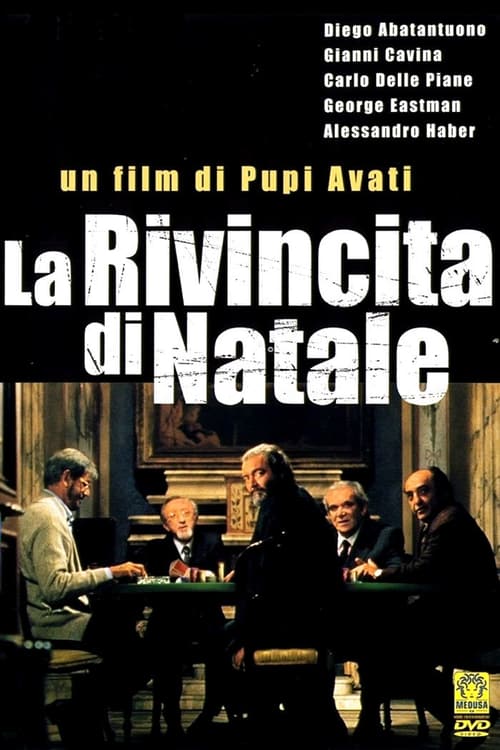 Diego Abatantuono
Gianni Cavina
Carlo Delle Piane
George Eastman
Alessandro Haber
un film di Pupi Avati
La Rivincita
di Natale
MEDUSA
DVD
VIDEO